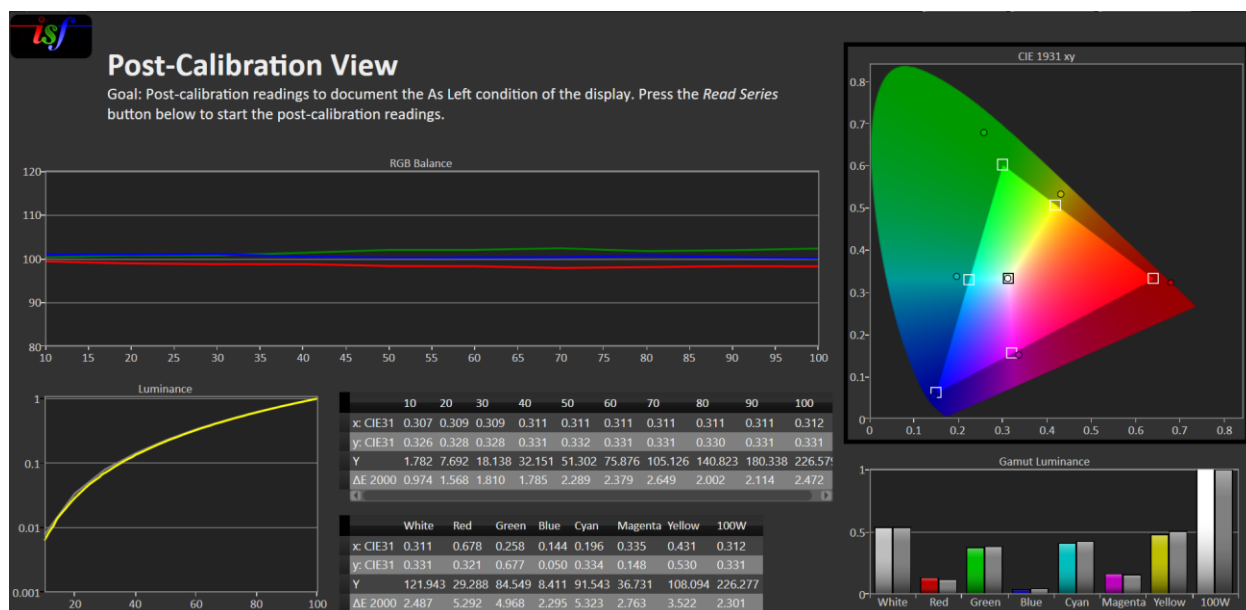 isf
Post-Calibration View
Goal: Post-calibration readings to document the As Left condition of the display. Press the Read Series
button below to start the post-calibration readings.
RGB Balance
120
110
100
90
80
10 15 20 25 30 35 40 45 50 55 60 65 70 75 80 85 90 95 100
CIE 1931 xy
0.8
0.7
0.6
0.5
0.4
0.3
0.2
0.1
0 0.1 0.2 0.3 0.4 0.5 0.6 0.7 0.8
Luminance
1
0.1
0.01
0.001
20 40 60 80 100
10 20 30 40 50 60 70 80 90 100
x: CIE31 0.307 0.309 0.309 0.311 0.311 0.311 0.311 0.311 0.311 0.312
y: CIE31 0.326 0.328 0.328 0.331 0.332 0.331 0.331 0.330 0.331 0.331
Y 1.782 7.692 18.138 32.151 51.302 75.876 105.126 140.823 180.338
ΔE 2000 0.974 1.568 1.810 1.785 2.289 2.379 2.649 2.002 2.114 2.472
White Red Green Blue Cyan Magenta Yellow 100W
x: CIE31 0.311 0.678 0.258 0.144 0.196 0.335 0.431 0.312
y: CIE31 0.331 0.321 0.677 0.050 0.334 0.148 0.530 0.331
Y 121.943 29.288 84.549 8.411 91.543 36.731 108.094 226.277
ΔE 2000 2.487 5.292 4.968 2.295 5.323 2.763 3.522 2.301
Gamut Luminance
1
0.5
0
White Red Green Blue Cyan Magenta Yellow 100W